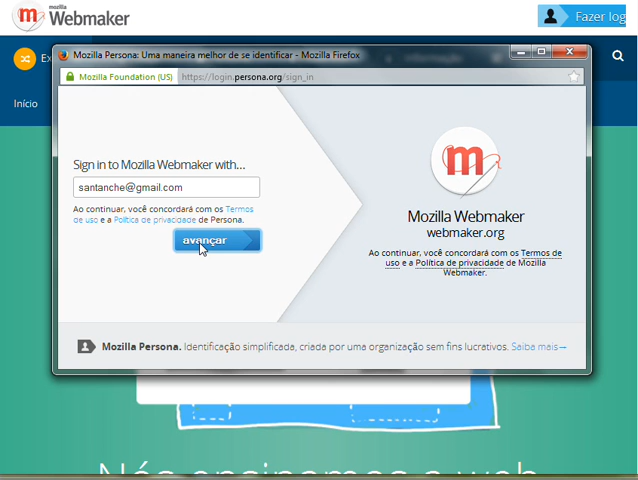 mozilla
Webmaker
Fazer log
Ex
Início
Mozilla Persona: Uma maneira melhor de se identificar - Mozilla Firefox
Mozilla Foundation (US)
https://login.persona.org/sign_in
Sign in to Mozilla Webmaker with...
santanche@gmail.com
Ao continuar, você concordará com os Termos
de uso e a Política de privacidade de Persona.
avançar
m
Mozilla Webmaker
webmaker.org
Ao continuar, você concordará com os Termos de
uso e a Política de privacidade de Mozilla
Webmaker.
Mozilla Persona. Identificação simplificada, criada por uma organização sem fins lucrativos. Saiba mais→
Nós ensinamos a web